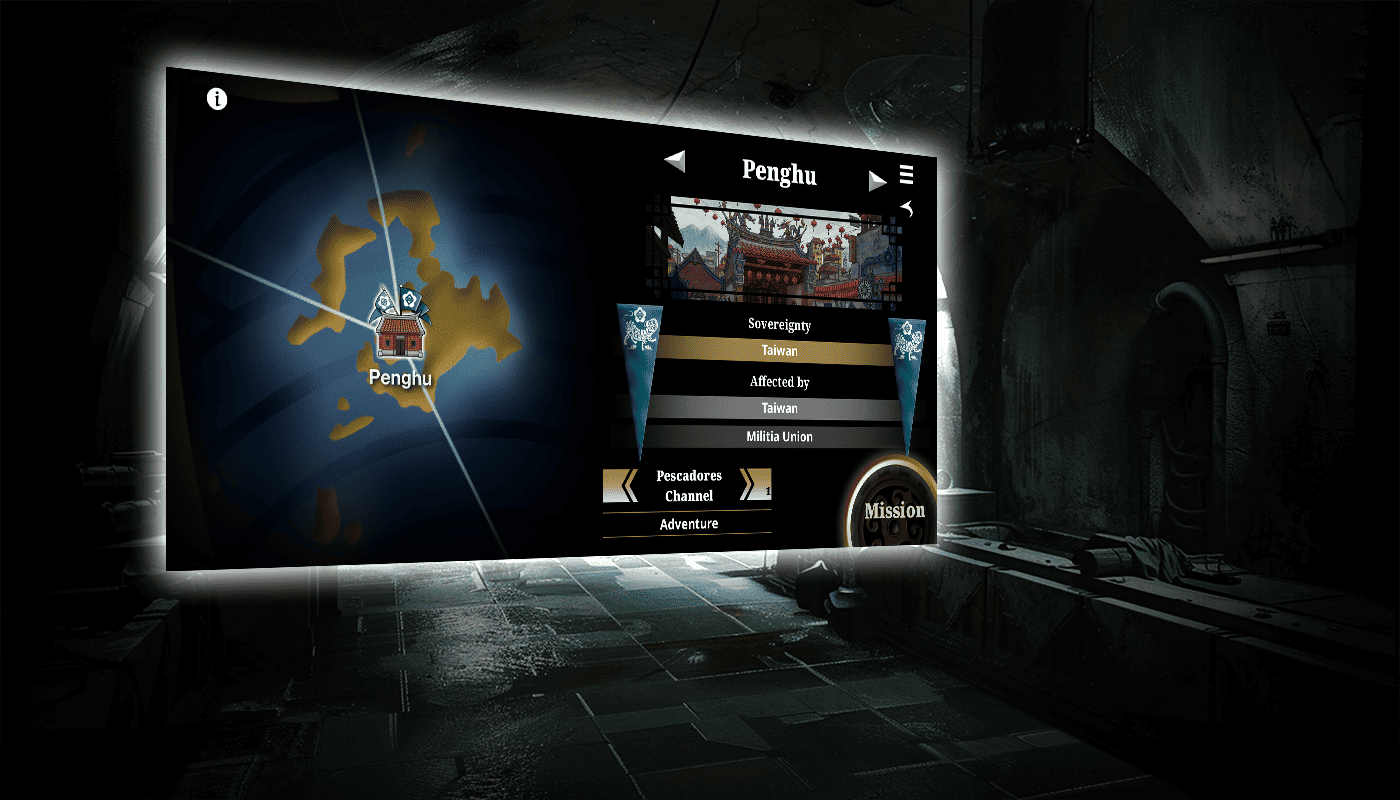 i
Penghu
Sovereignty
Taiwan
Affected by
Taiwan
Militia Union
Penghu
Pescadores
Channel
1
Adventure
Mission